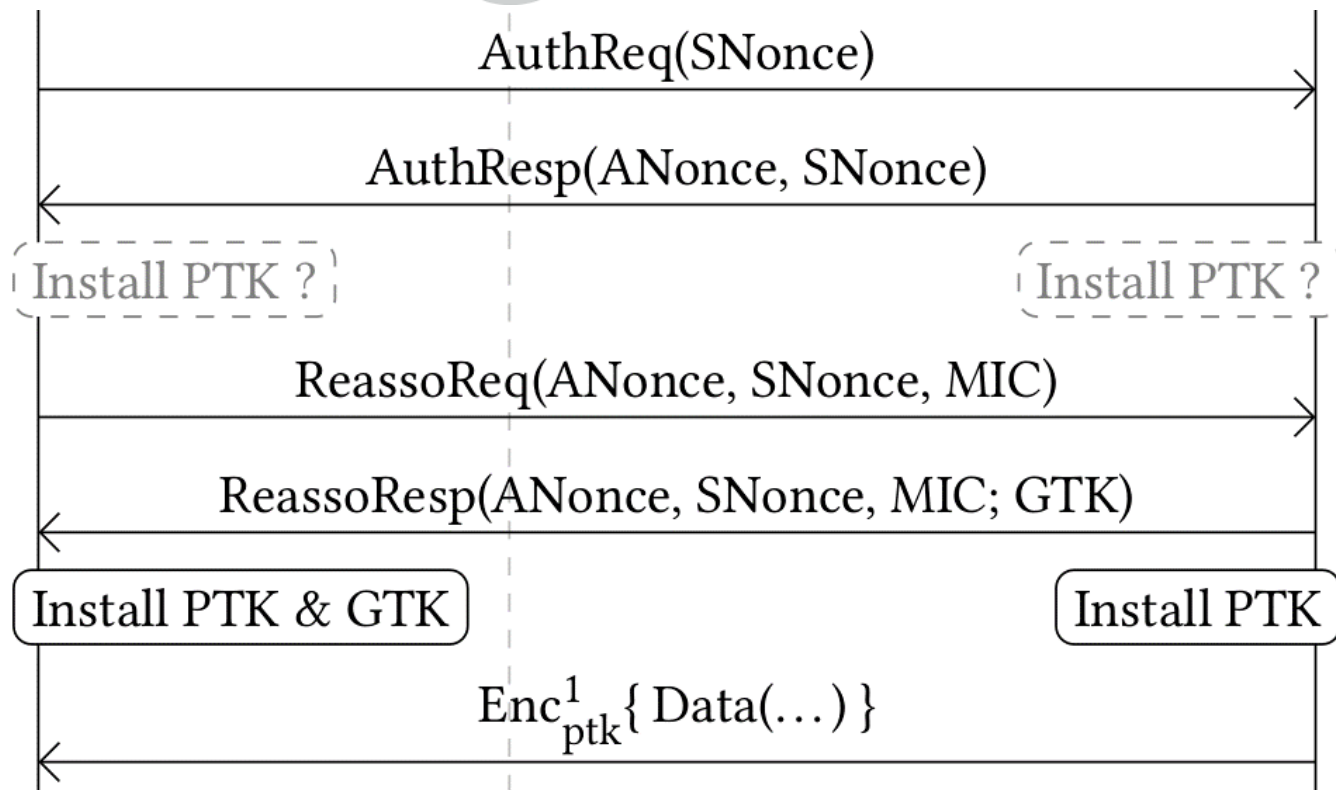 AuthReq(SNonce)
AuthResp(ANonce, SNonce)
Install PTK ?
Install PTK ?
ReassoReq(ANonce, SNonce, MIC)
ReassoResp(ANonce, SNonce, MIC; GTK)
Install PTK & GTK
Install PTK
Enc¹ₚₜₖ{ Data(…) }